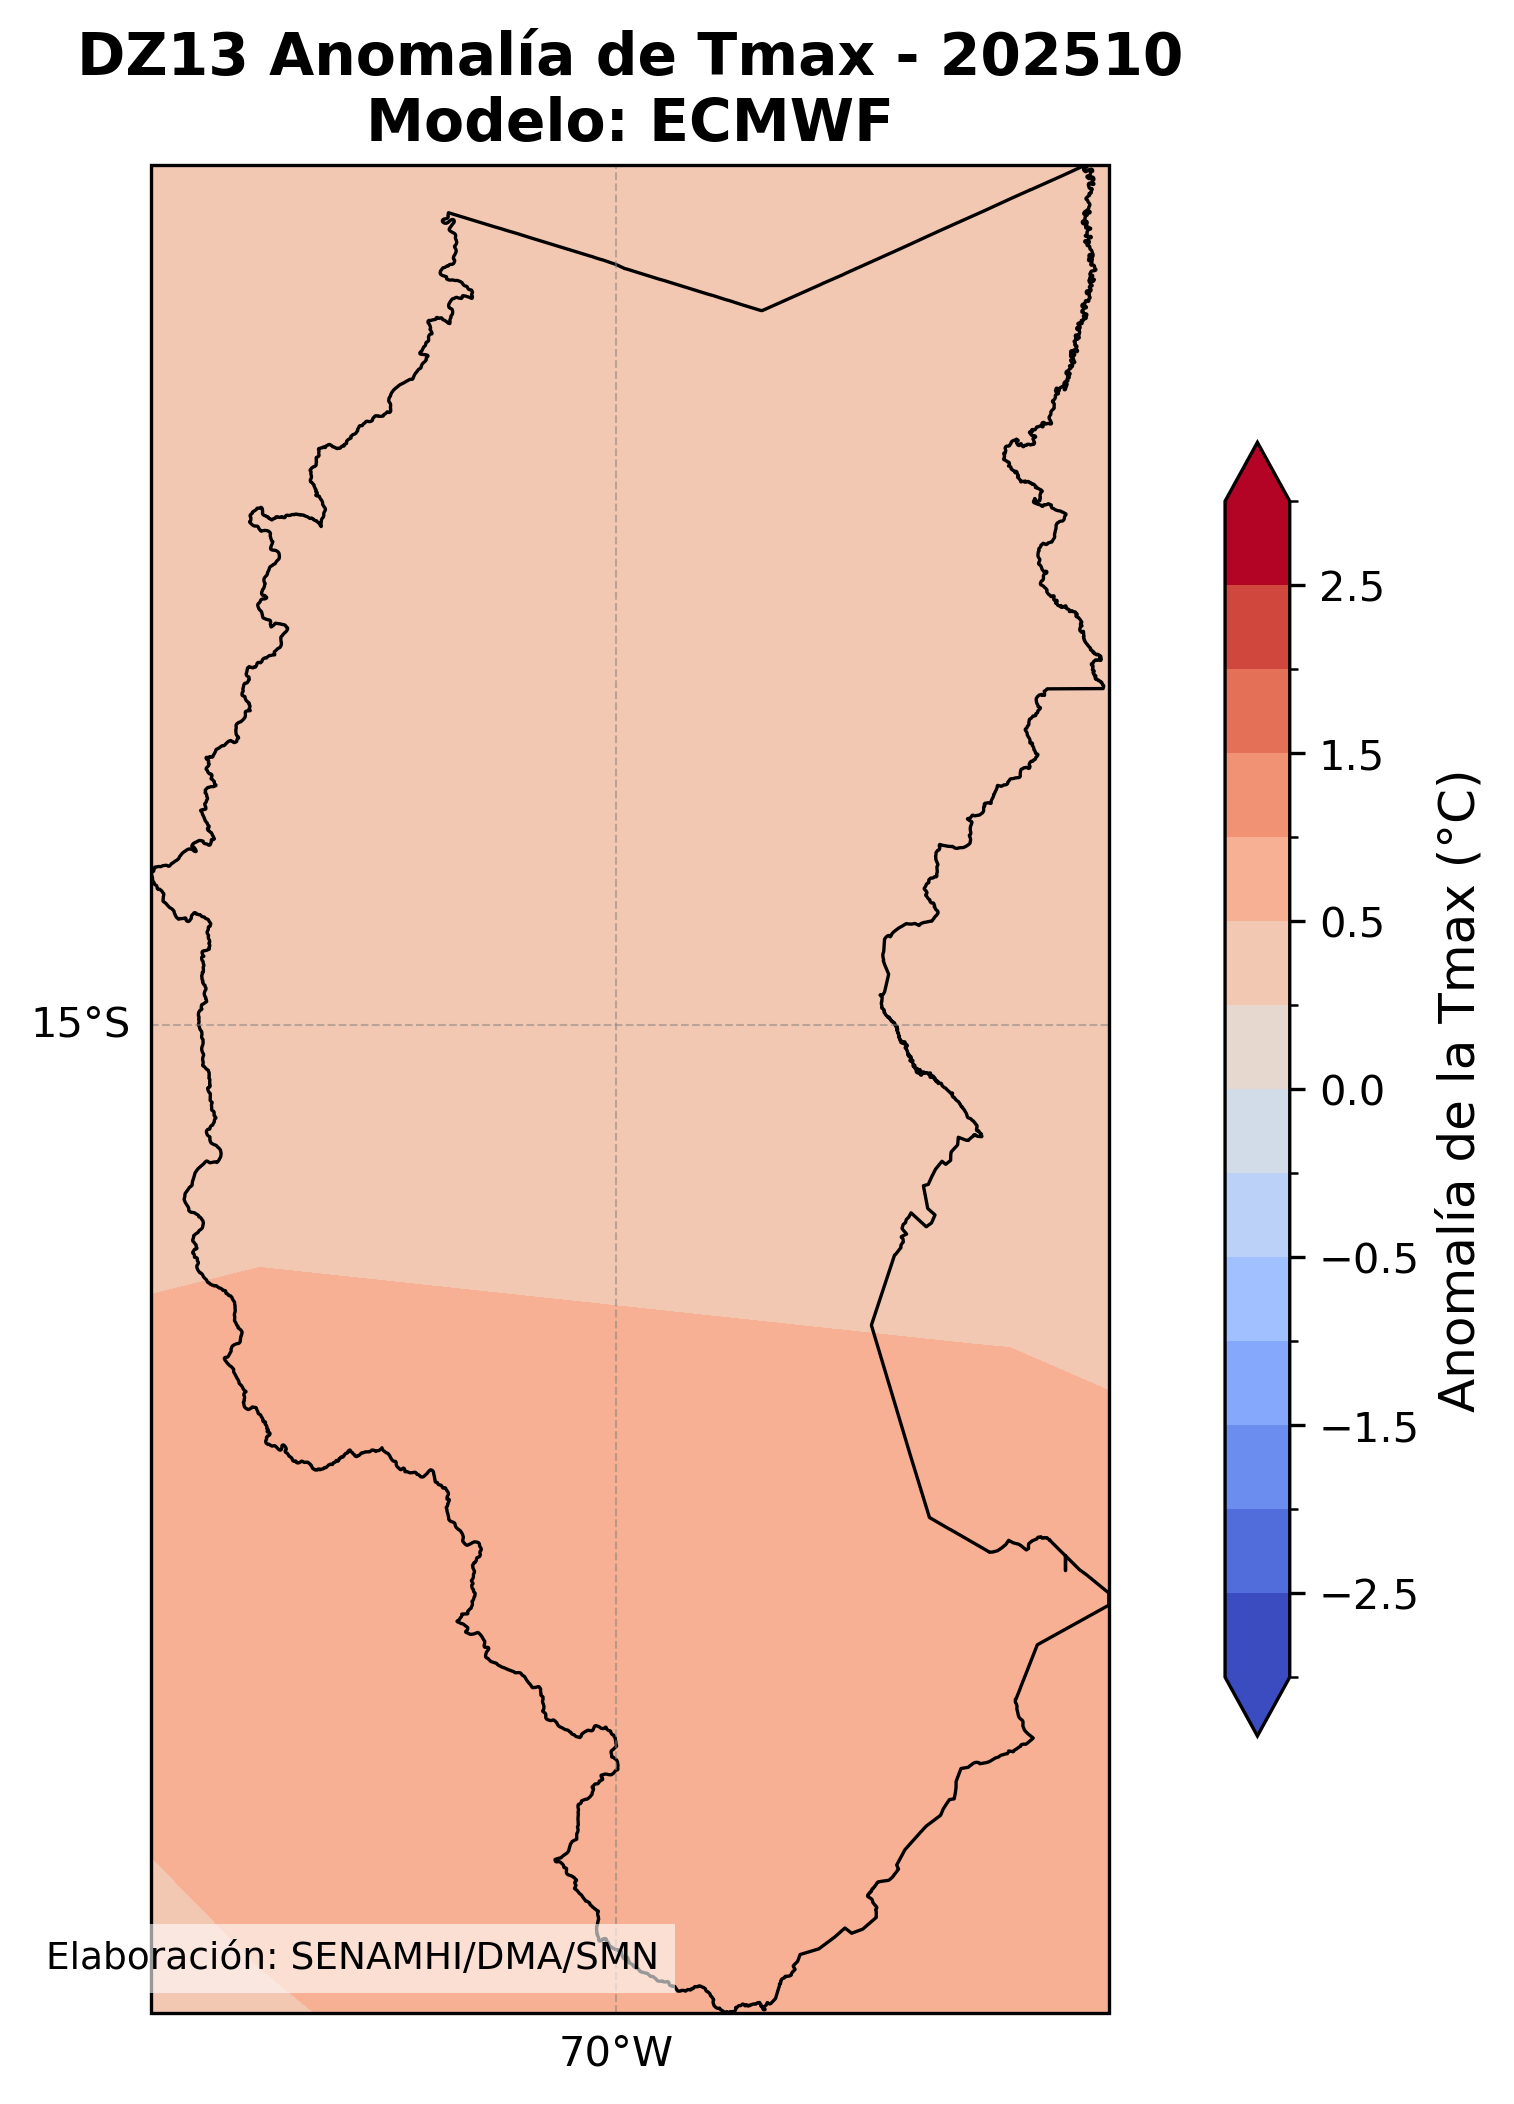 DZ13 Anomalía de Tmax - 202510
Modelo: ECMWF
2.5
1.5
0.5
0.0
−0.5
−1.5
−2.5
Anomalía de la Tmax (°C)
15°S
Elaboración: SENAMHI/DMA/SMN
70°W